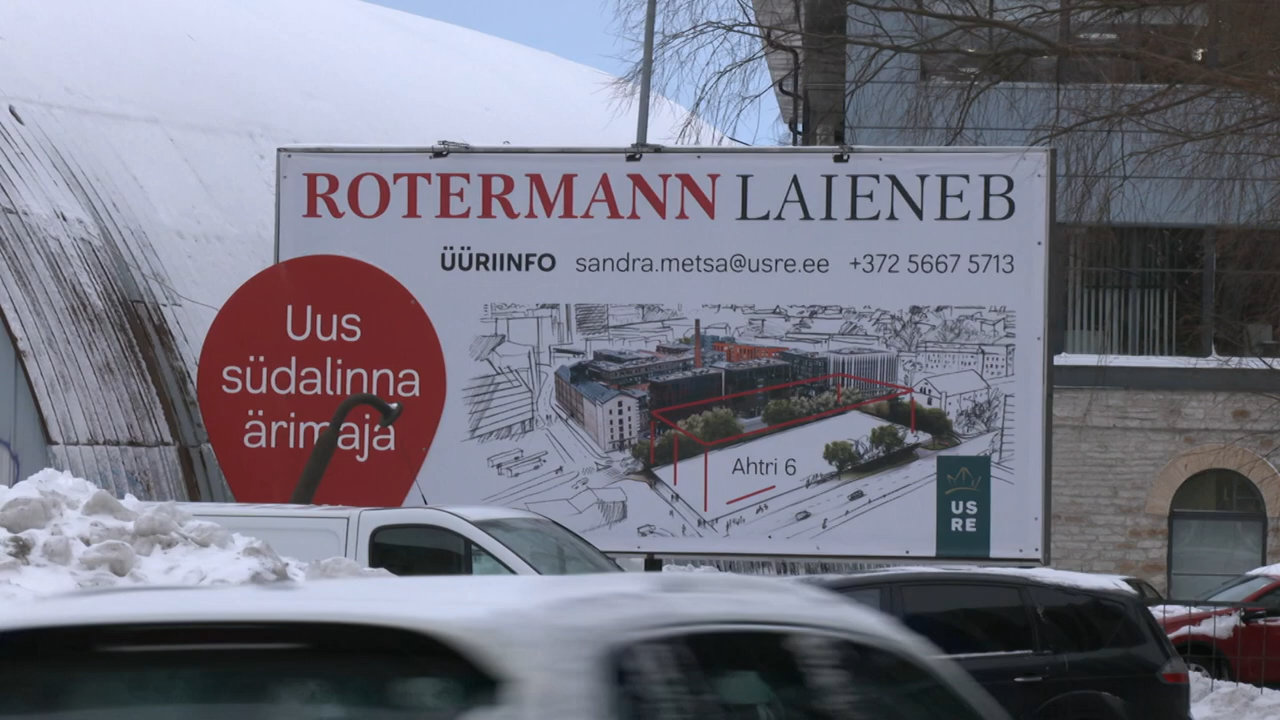 ROTERMANN LAIENEB
ÜÜRIINFO sandra.metsa@usre.ee +372 5667 5713
Uus
südalinna
ärimaja
Ahtri 6
US
RE